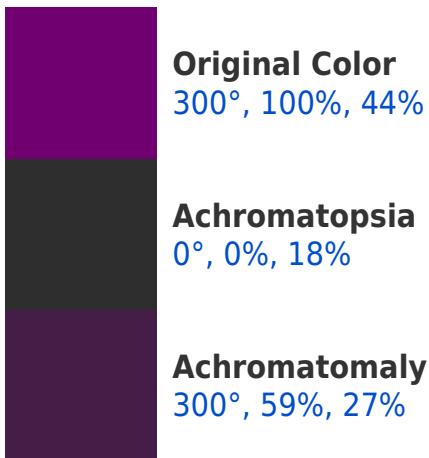 Original Color
300°, 100%, 44%
Achromatopsia
0°, 0%, 18%
Achromatomaly
300°, 59%, 27%